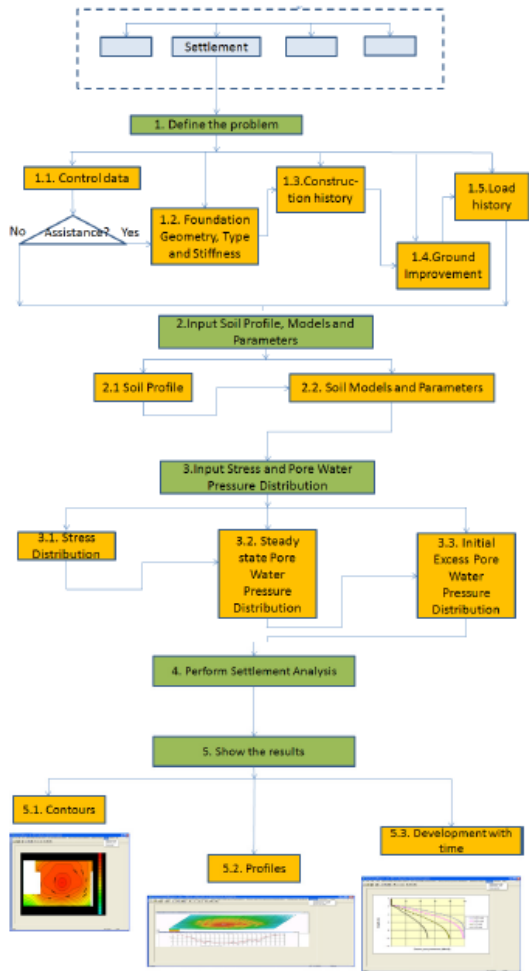 Settlement
1. Define the problem
1.1. Control data
1.2. Foundation
Geometry, Type
and Stiffness
1.3.Construc-
tion history
1.4.Ground
Improvement
1.5.Load
history
No
Assistance?
Yes
2.Input Soil Profile, Models and
Parameters
2.1 Soil Profile
2.2. Soil Models and Parameters
3.Input Stress and Pore Water
Pressure Distribution
3.1. Stress
Distribution
3.2. Steady
state Pore
Water
Pressure
Distribution
3.3. Initial
Excess Pore
Water
Pressure
Distribution
4. Perform Settlement Analysis
5. Show the results
5.1. Contours
5.2. Profiles
5.3. Development with
time